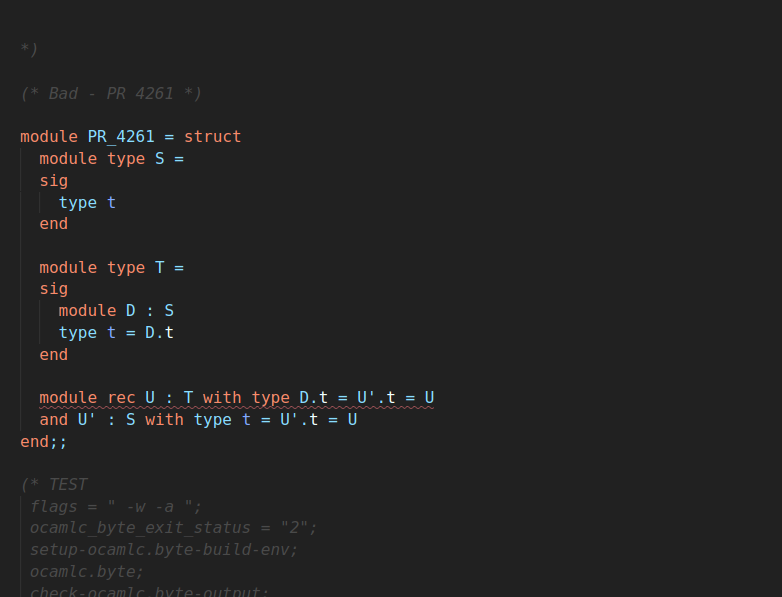 *)
(* Bad - PR 4261 *)
module PR_4261 = struct
module type S =
sig
type t
end
module type T =
sig
module D : S
type t = D.t
end
module rec U : T with type D.t = U'.t = U
and U' : S with type t = U'.t = U
end;;
(* TEST
flags = " -w -a ";
ocamlc_byte_exit_status = "2";
setup-ocamlc.byte-build-env;
ocamlc.byte;
check-ocamlc.byte-output;